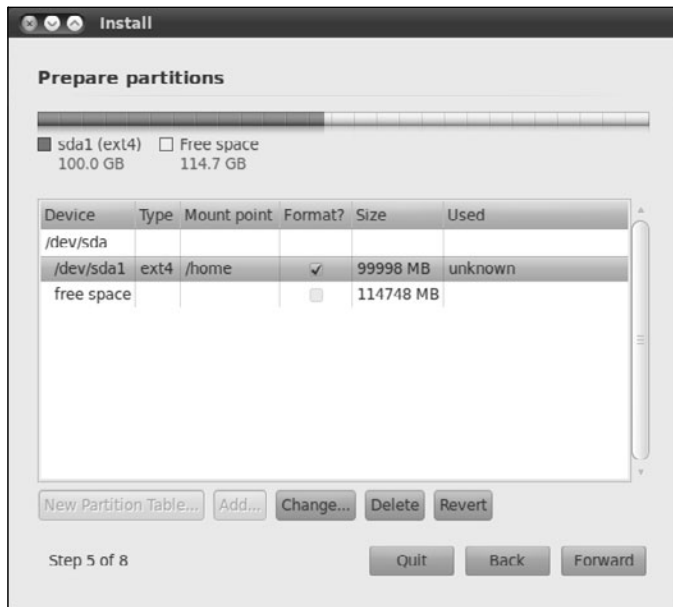 Install
Prepare partitions
sda1 (ext4) Free space
100.0 GB 114.7 GB
Device Type Mount point Format? Size Used
/dev/sda
/dev/sda1 ext4 /home 99998 MB unknown
free space 114748 MB
New Partition Table... Add... Change... Delete Revert
Step 5 of 8 Quit Back Forward